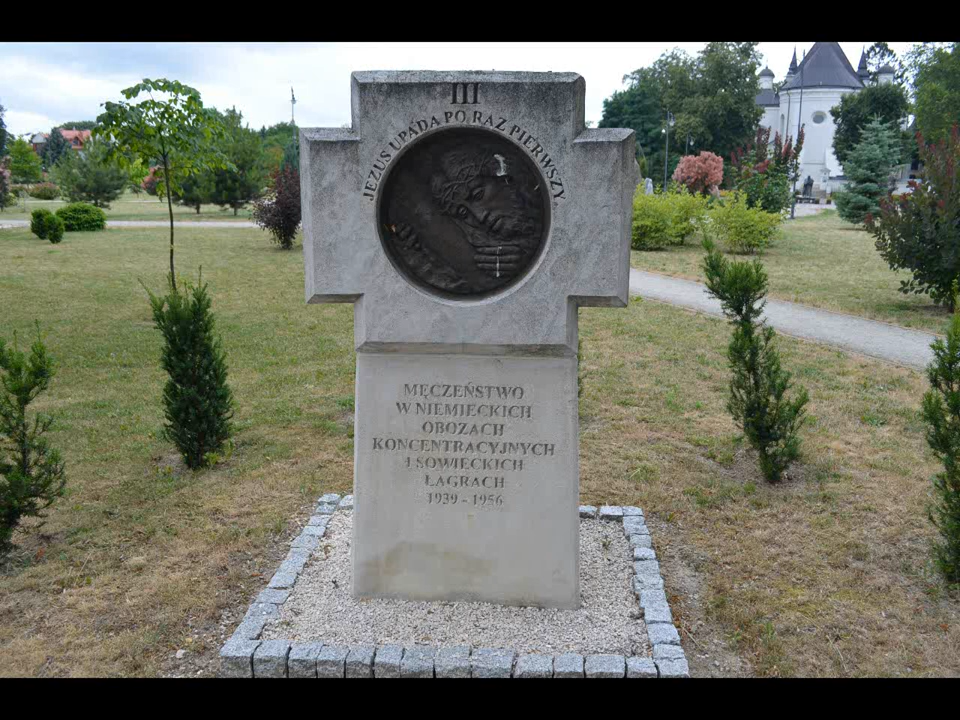 III
JEZUS UPADA PO RAZ PIERWSZY
MĘCZEŃSTWO
W NIEMIECKICH
OBOZACH
KONCENTRACYJNYCH
I SOWIECKICH
ŁAGRACH
1939 - 1956